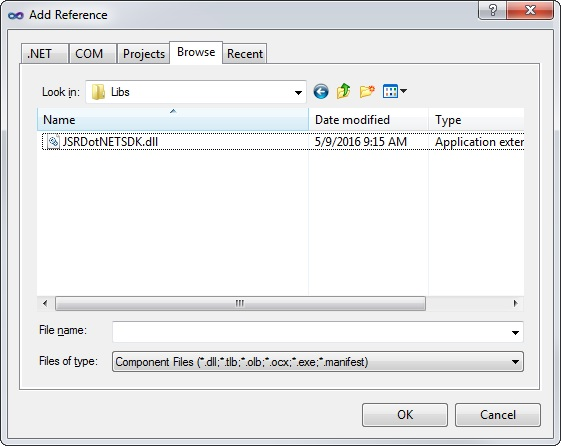 Add Reference
.NET COM Projects Browse Recent
Look in: Libs
Name Date modified Type
JSRDotNETSDK.dll 5/9/2016 9:15 AM Application exter
File name:
Files of type: Component Files (*.dll;*.tlb;*.olb;*.ocx;*.exe;*.manifest)
OK Cancel